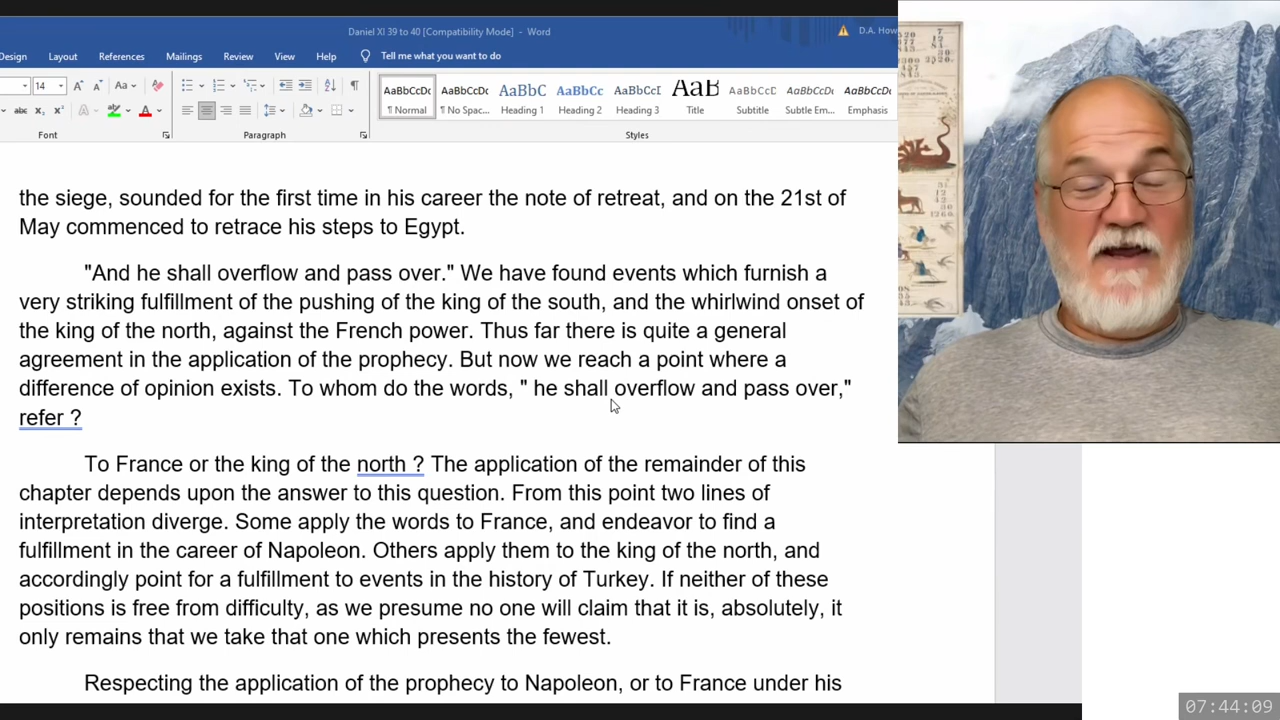 Daniel XI 39 to 40 [Compatibility Mode] - Word
D.A. How
Design Layout References Mailings Review View Help Tell me what you want to do
14 Aa
AaBbCcDc AaBbCcDc AaBbC AaBbCc AaBbCcI AaB AaBbCcD AaBbCcD AaBbCcDc
¶ Normal ¶ No Spac... Heading 1 Heading 2 Heading 3 Title Subtitle Subtle Em... Emphasis
Font Paragraph Styles
the siege, sounded for the first time in his career the note of retreat, and on the 21st of
May commenced to retrace his steps to Egypt.
"And he shall overflow and pass over." We have found events which furnish a
very striking fulfillment of the pushing of the king of the south, and the whirlwind onset of
the king of the north, against the French power. Thus far there is quite a general
agreement in the application of the prophecy. But now we reach a point where a
difference of opinion exists. To whom do the words, " he shall overflow and pass over,"
refer ?
To France or the king of the north ? The application of the remainder of this
chapter depends upon the answer to this question. From this point two lines of
interpretation diverge. Some apply the words to France, and endeavor to find a
fulfillment in the career of Napoleon. Others apply them to the king of the north, and
accordingly point for a fulfillment to events in the history of Turkey. If neither of these
positions is free from difficulty, as we presume no one will claim that it is, absolutely, it
only remains that we take that one which presents the fewest.
Respecting the application of the prophecy to Napoleon, or to France under his
07:44:09